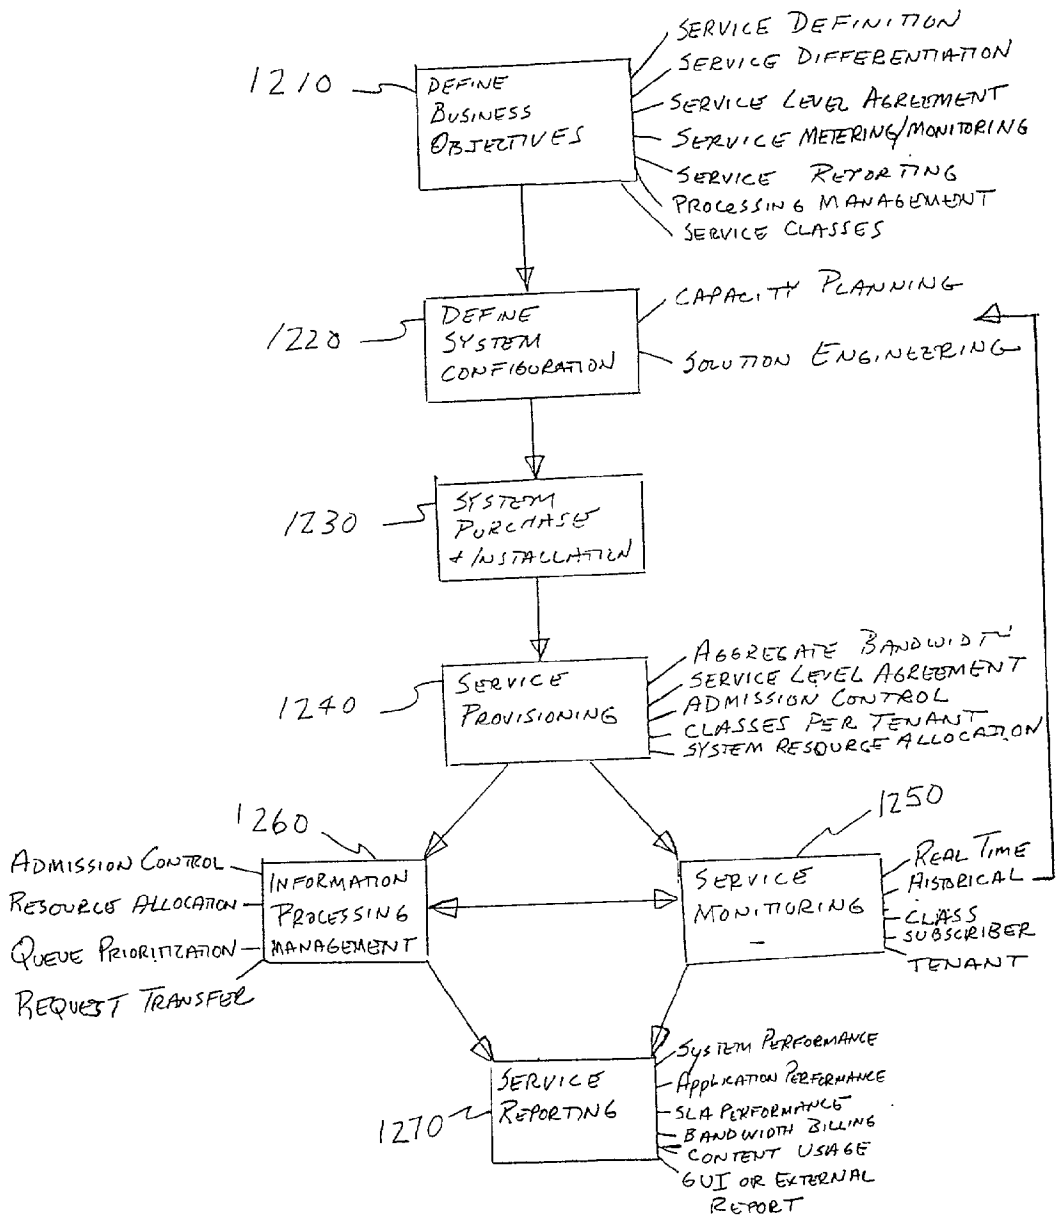 1210
DEFINE
BUSINESS
OBJECTIVES
SERVICE DEFINITION
SERVICE DIFFERENTIATION
SERVICE LEVEL AGREEMENT
SERVICE METERING/MONITORING
SERVICE REPORTING
PROCESSING MANAGEMENT
SERVICE CLASSES
1220
DEFINE
SYSTEM
CONFIGURATION
CAPACITY PLANNING
SOLUTION ENGINEERING
1230
SYSTEM
PURCHASE
+ INSTALLATION
1240
SERVICE
PROVISIONING
AGGREGATE BANDWIDTH
SERVICE LEVEL AGREEMENT
ADMISSION CONTROL
CLASSES PER TENANT
SYSTEM RESOURCE ALLOCATION
1260
ADMISSION CONTROL
RESOURCE ALLOCATION
QUEUE PRIORITIZATION
REQUEST TRANSFER
INFORMATION
PROCESSING
MANAGEMENT
1250
SERVICE
MONITORING
REAL TIME
HISTORICAL
CLASS
SUBSCRIBER
TENANT
1270
SERVICE
REPORTING
SYSTEM PERFORMANCE
APPLICATION PERFORMANCE
SLA PERFORMANCE
BANDWIDTH BILLING
CONTENT USAGE
GUI OR EXTERNAL
REPORT